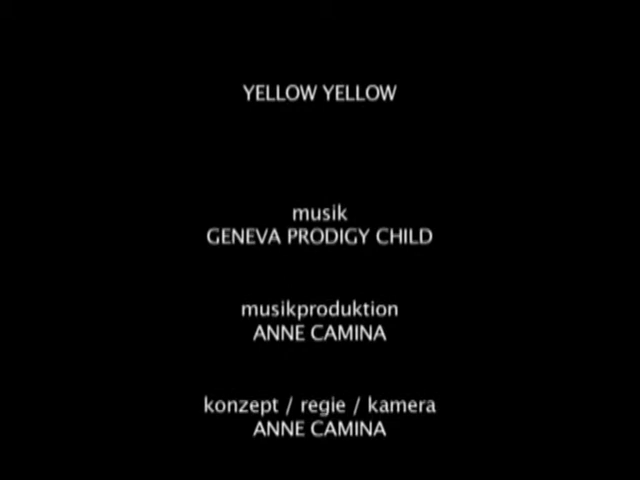 YELLOW YELLOW
musik
GENEVA PRODIGY CHILD
musikproduktion
ANNE CAMINA
konzept / regie / kamera
ANNE CAMINA